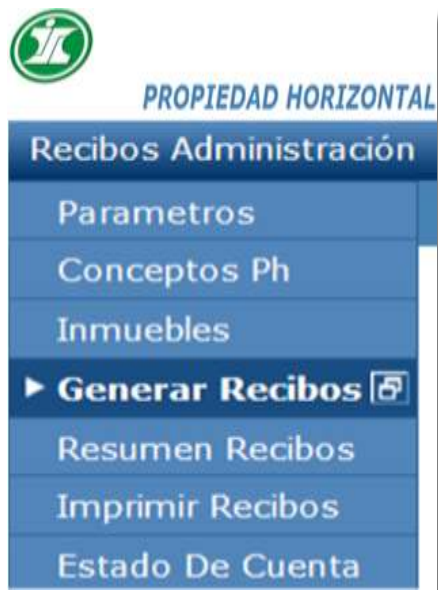 PROPIEDAD HORIZONTAL
Recibos Administración
Parametros
Conceptos Ph
Inmuebles
Generar Recibos
Resumen Recibos
Imprimir Recibos
Estado De Cuenta